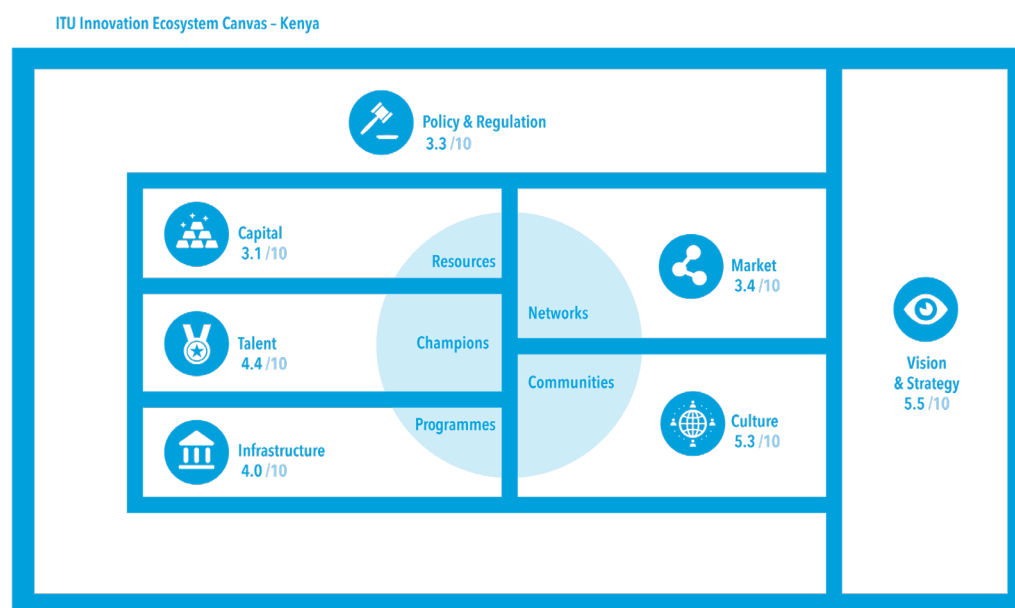 ITU Innovation Ecosystem Canvas – Kenya
Policy & Regulation
3.3 /10
Capital
3.1 /10
Resources
Talent
4.4 /10
Champions
Infrastructure
4.0 /10
Programmes
Market
3.4 /10
Networks
Communities
Culture
5.3 /10
Vision
& Strategy
5.5 /10